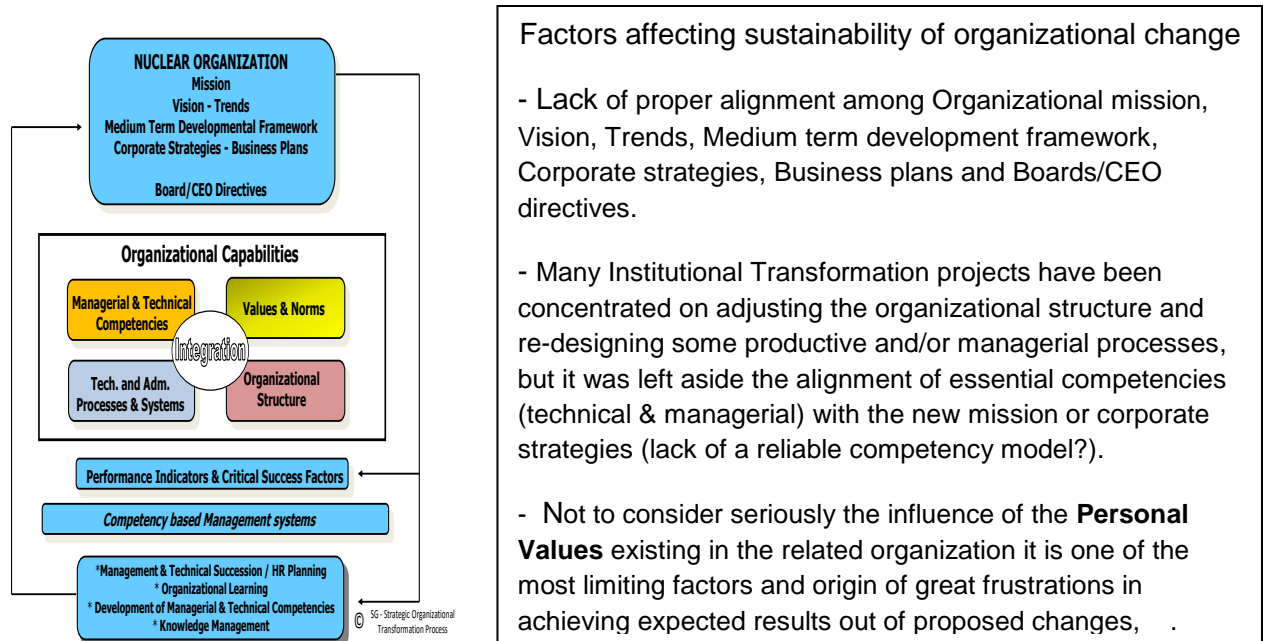 NUCLEAR ORGANIZATION
Mission
Vision - Trends
Medium Term Developmental Framework
Corporate Strategies - Business Plans
Board/CEO Directives
Organizational Capabilities
Managerial & Technical
Competencies
Values & Norms
Integration
Tech. and Adm.
Processes & Systems
Organizational
Structure
Performance Indicators & Critical Success Factors
Competency based Management systems
*Management & Technical Succession / HR Planning
* Organizational Learning
* Development of Managerial & Technical Competencies
* Knowledge Management
© SG - Strategic Organizational
Transformation Process
Factors affecting sustainability of organizational change
- Lack of proper alignment among Organizational mission,
Vision, Trends, Medium term development framework,
Corporate strategies, Business plans and Boards/CEO
directives.
- Many Institutional Transformation projects have been
concentrated on adjusting the organizational structure and
re-designing some productive and/or managerial processes,
but it was left aside the alignment of essential competencies
(technical & managerial) with the new mission or corporate
strategies (lack of a reliable competency model?).
- Not to consider seriously the influence of the Personal
Values existing in the related organization it is one of the
most limiting factors and origin of great frustrations in
achieving expected results out of proposed changes, .